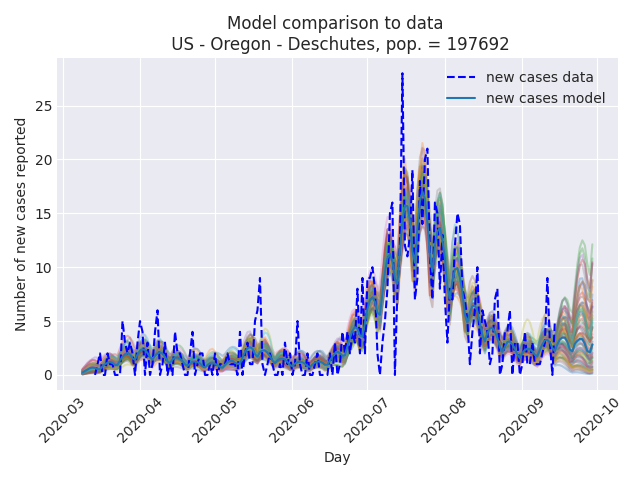 Model comparison to data
US - Oregon - Deschutes, pop. = 197692
new cases data
new cases model
Number of new cases reported
25
20
15
10
5
0
2020-03
2020-04
2020-05
2020-06
2020-07
2020-08
2020-09
2020-10
Day